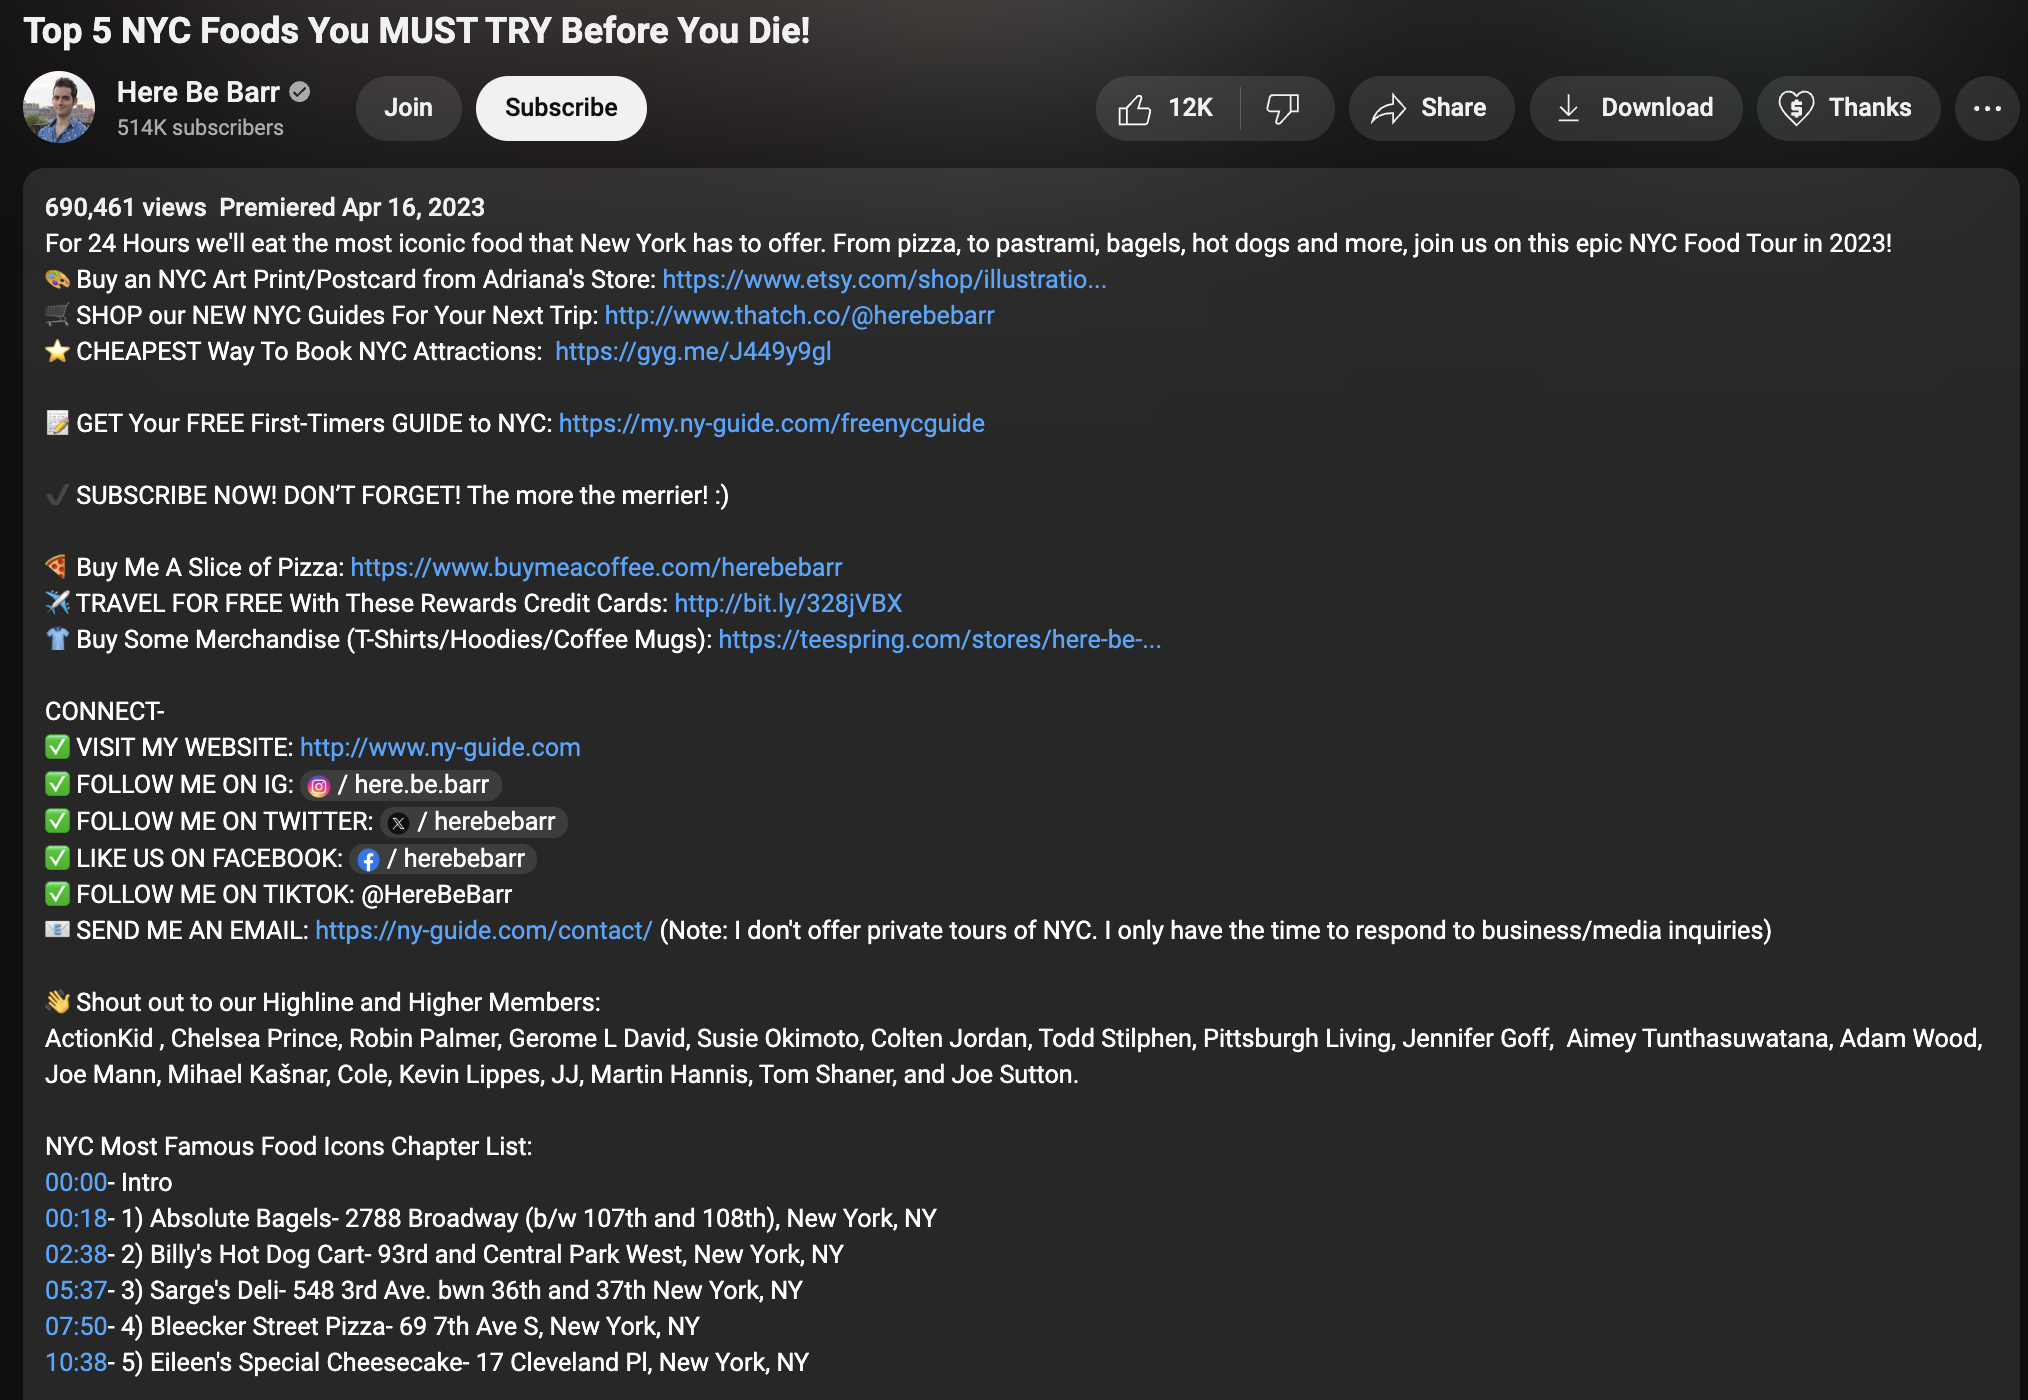 Top 5 NYC Foods You MUST TRY Before You Die!
Here Be Barr
514K subscribers
Join
Subscribe
12K
Share
Download
Thanks
690,461 views  Premiered Apr 16, 2023
For 24 Hours we'll eat the most iconic food that New York has to offer. From pizza, to pastrami, bagels, hot dogs and more, join us on this epic NYC Food Tour in 2023!
🎨 Buy an NYC Art Print/Postcard from Adriana's Store: https://www.etsy.com/shop/illustratio...
🛒 SHOP our NEW NYC Guides For Your Next Trip: http://www.thatch.co/@herebebarr
⭐ CHEAPEST Way To Book NYC Attractions:  https://gyg.me/J449y9gl
📝 GET Your FREE First-Timers GUIDE to NYC: https://my.ny-guide.com/freenycguide
✔ SUBSCRIBE NOW! DON’T FORGET! The more the merrier! :)
🍕 Buy Me A Slice of Pizza: https://www.buymeacoffee.com/herebebarr
✈️ TRAVEL FOR FREE With These Rewards Credit Cards: http://bit.ly/328jVBX
👕 Buy Some Merchandise (T-Shirts/Hoodies/Coffee Mugs): https://teespring.com/stores/here-be-...
CONNECT-
✅ VISIT MY WEBSITE: http://www.ny-guide.com
✅ FOLLOW ME ON IG: / here.be.barr
✅ FOLLOW ME ON TWITTER: / herebebarr
✅ LIKE US ON FACEBOOK: / herebebarr
✅ FOLLOW ME ON TIKTOK: @HereBeBarr
📧 SEND ME AN EMAIL: https://ny-guide.com/contact/ (Note: I don't offer private tours of NYC. I only have the time to respond to business/media inquiries)
👋 Shout out to our Highline and Higher Members:
ActionKid , Chelsea Prince, Robin Palmer, Gerome L David, Susie Okimoto, Colten Jordan, Todd Stilphen, Pittsburgh Living, Jennifer Goff,  Aimey Tunthasuwatana, Adam Wood,
Joe Mann, Mihael Kašnar, Cole, Kevin Lippes, JJ, Martin Hannis, Tom Shaner, and Joe Sutton.
NYC Most Famous Food Icons Chapter List:
00:00- Intro
00:18- 1) Absolute Bagels- 2788 Broadway (b/w 107th and 108th), New York, NY
02:38- 2) Billy's Hot Dog Cart- 93rd and Central Park West, New York, NY
05:37- 3) Sarge's Deli- 548 3rd Ave. bwn 36th and 37th New York, NY
07:50- 4) Bleecker Street Pizza- 69 7th Ave S, New York, NY
10:38- 5) Eileen's Special Cheesecake- 17 Cleveland Pl, New York, NY